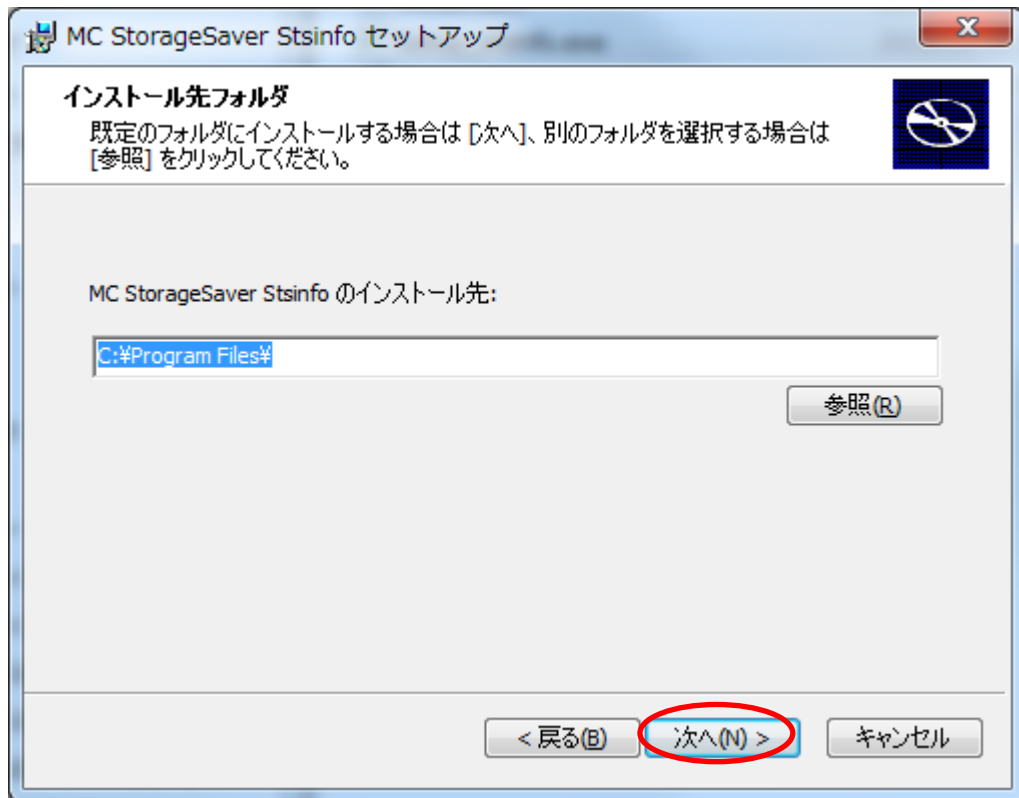 MC StorageSaver Stsinfo セットアップ
インストール先フォルダ
既定のフォルダにインストールする場合は [次へ]、別のフォルダを選択する場合は
[参照] をクリックしてください。
MC StorageSaver Stsinfo のインストール先:
C:¥Program Files¥
参照(R)
< 戻る(B)
次へ(N) >
キャンセル